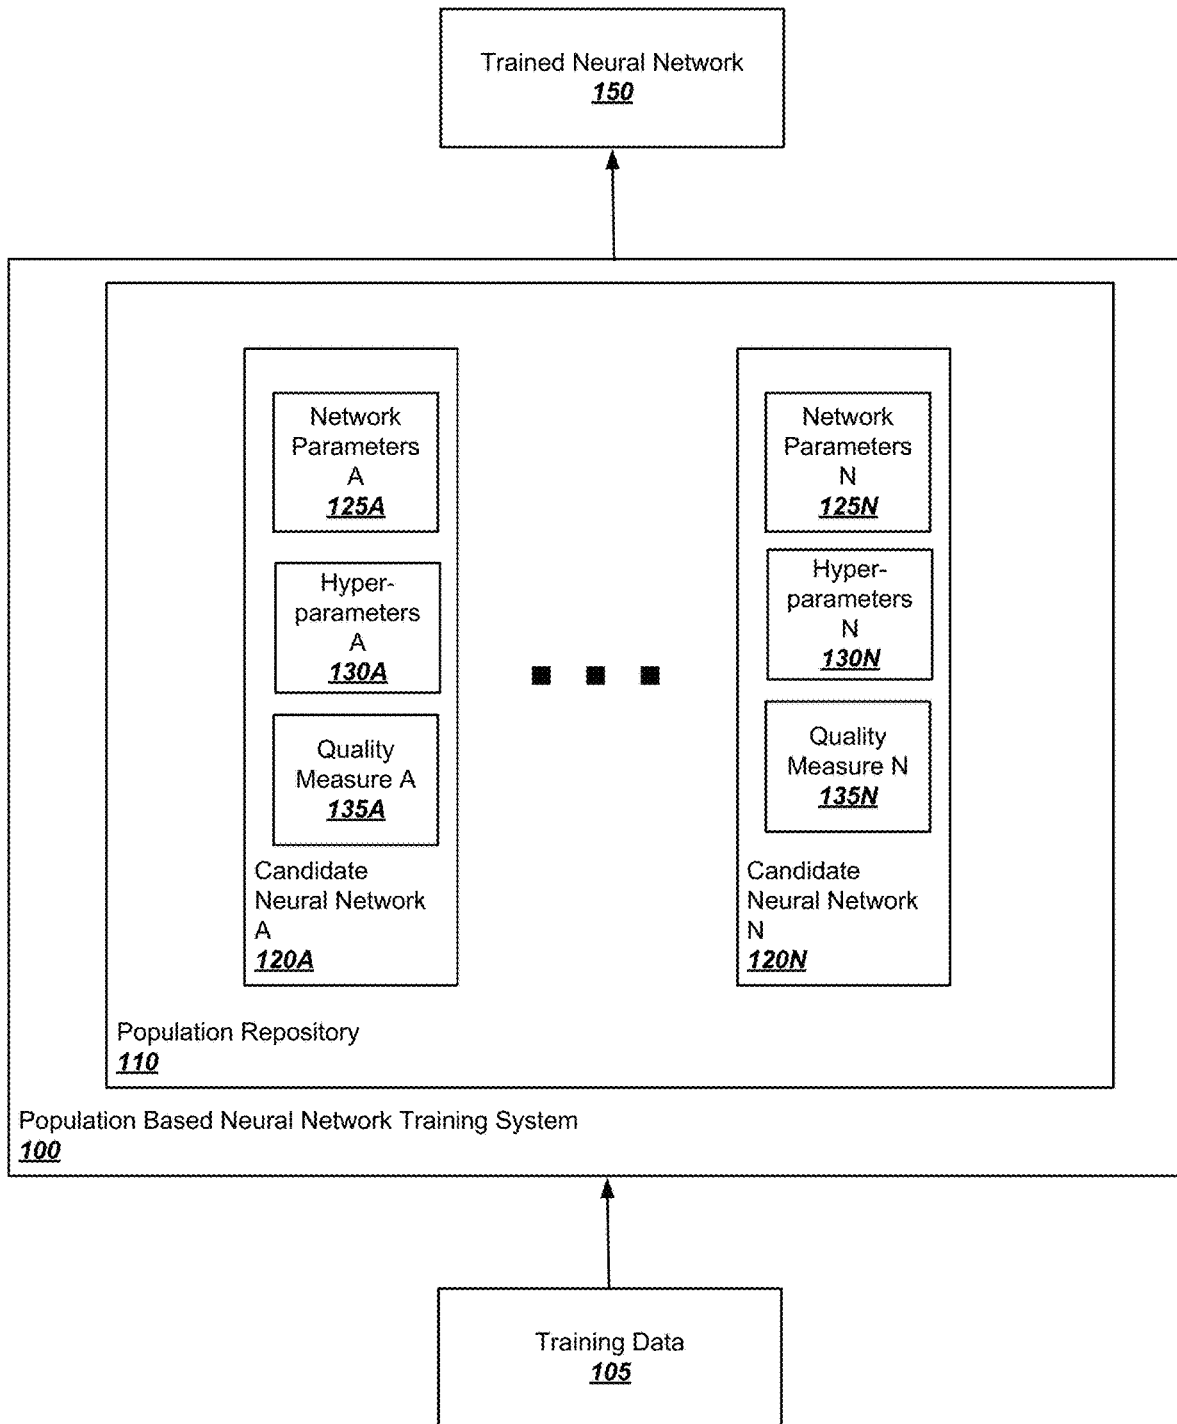 Trained Neural Network
150
Network
Parameters
A
125A
Hyper-
parameters
A
130A
Quality
Measure A
135A
Candidate
Neural Network
A
120A
Network
Parameters
N
125N
Hyper-
parameters
N
130N
Quality
Measure N
135N
Candidate
Neural Network
N
120N
Population Repository
110
Population Based Neural Network Training System
100
Training Data
105